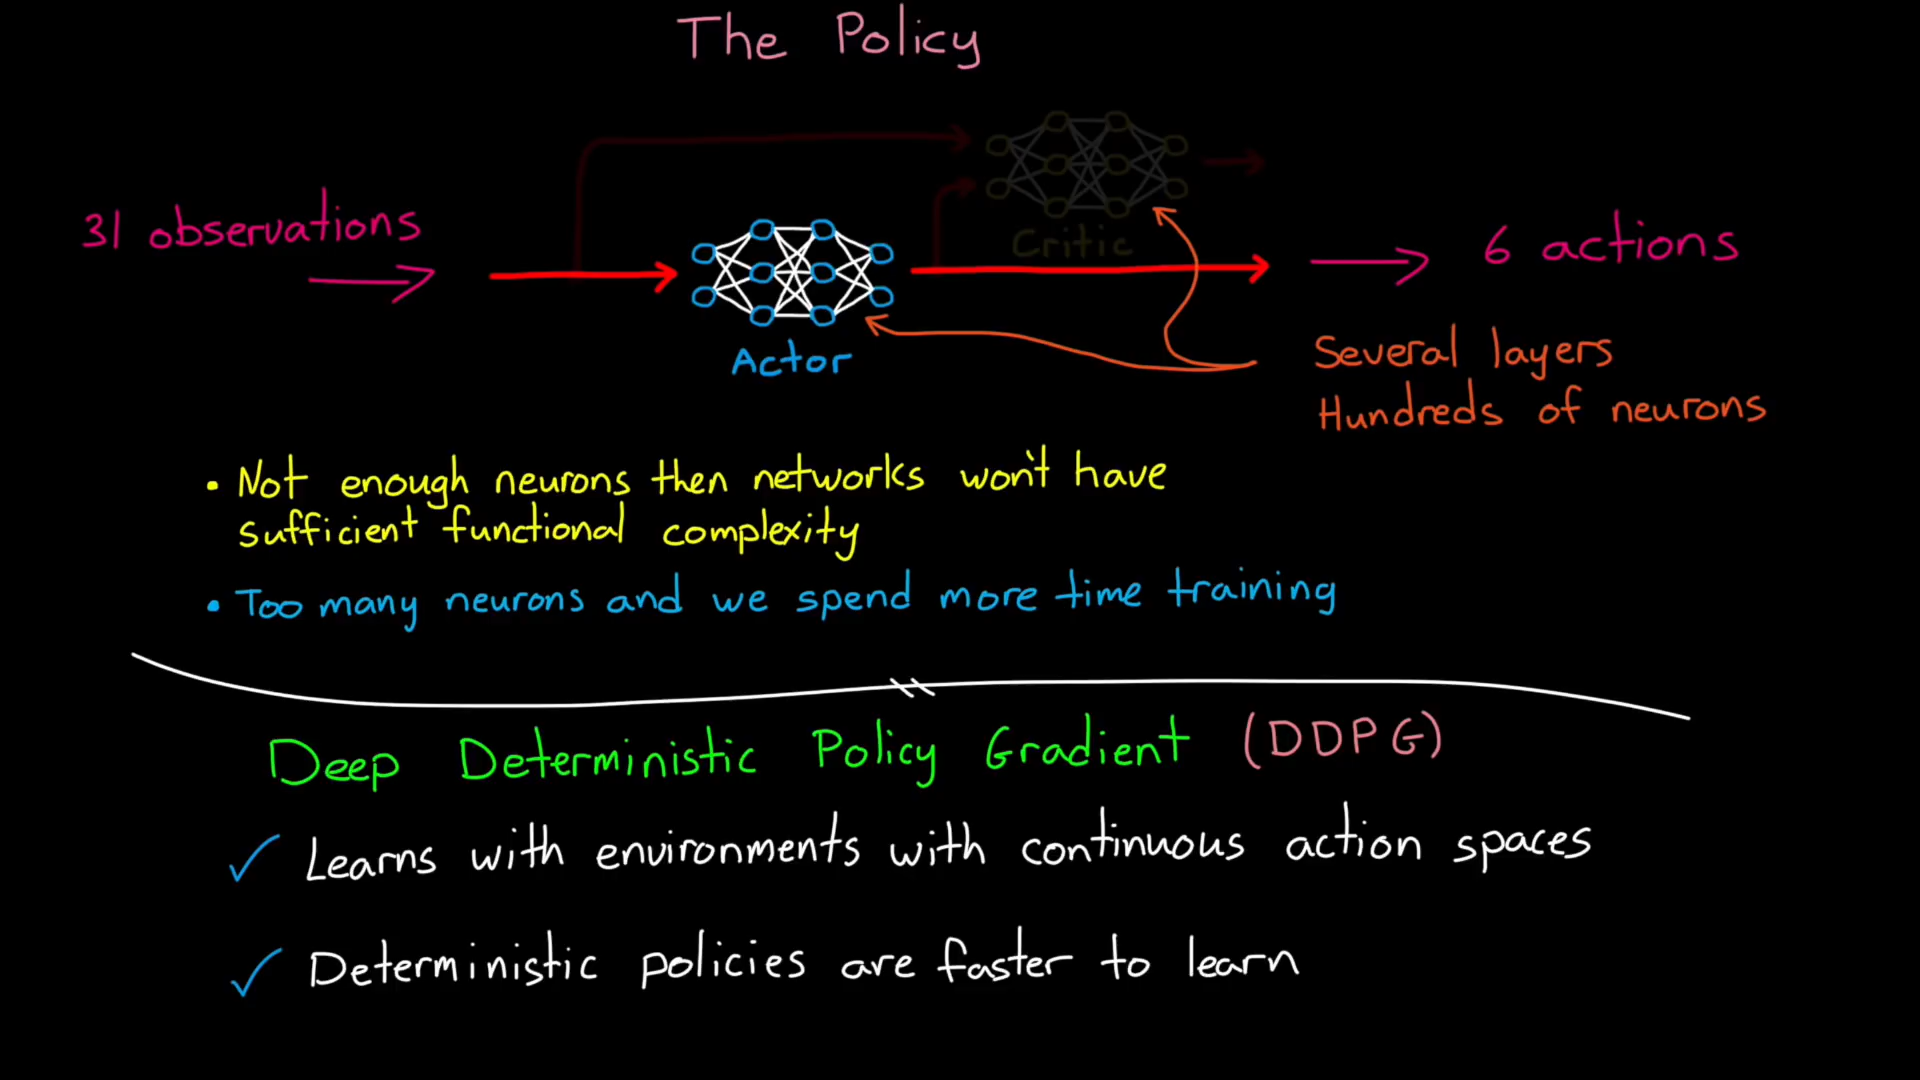 The Policy
31 observations
Critic
6 actions
Actor
Several layers
Hundreds of neurons
• Not enough neurons then networks won't have
sufficient functional complexity
• Too many neurons and we spend more time training
Deep Deterministic Policy Gradient (DDPG)
✓ Learns with environments with continuous action spaces
✓ Deterministic policies are faster to learn